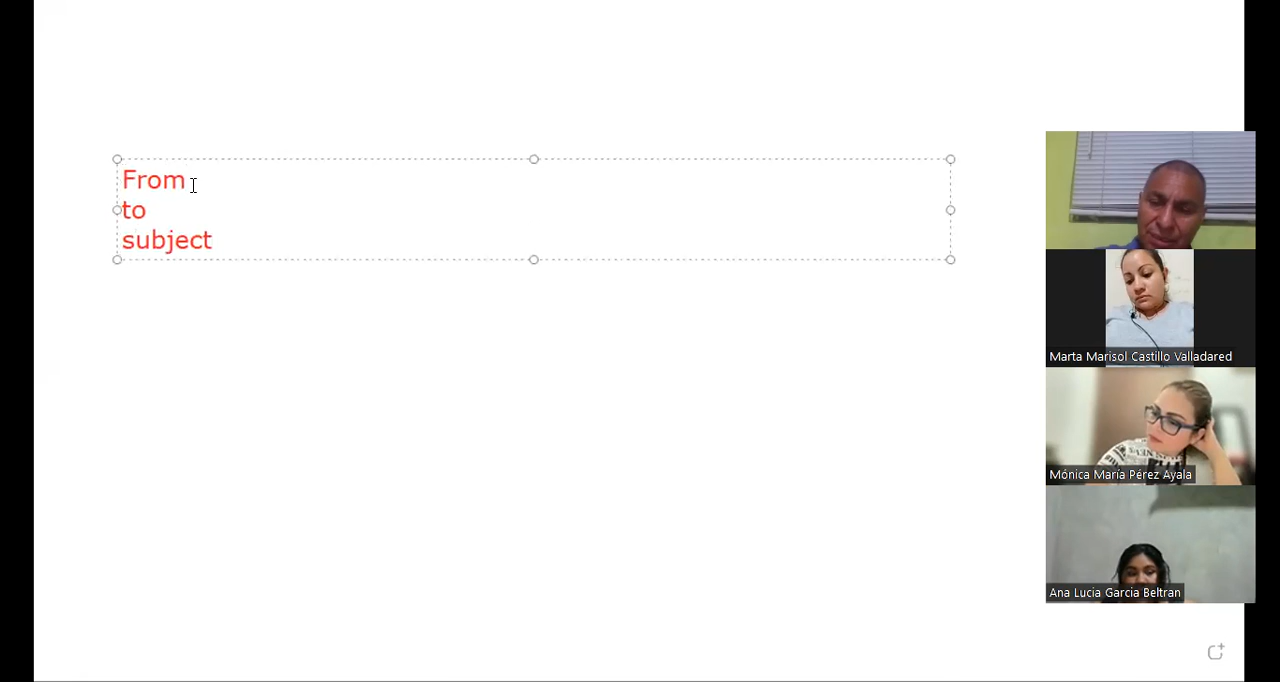 From
to
subject
Marta Marisol Castillo Valladared
Mónica María Pérez Ayala
Ana Lucia Garcia Beltran